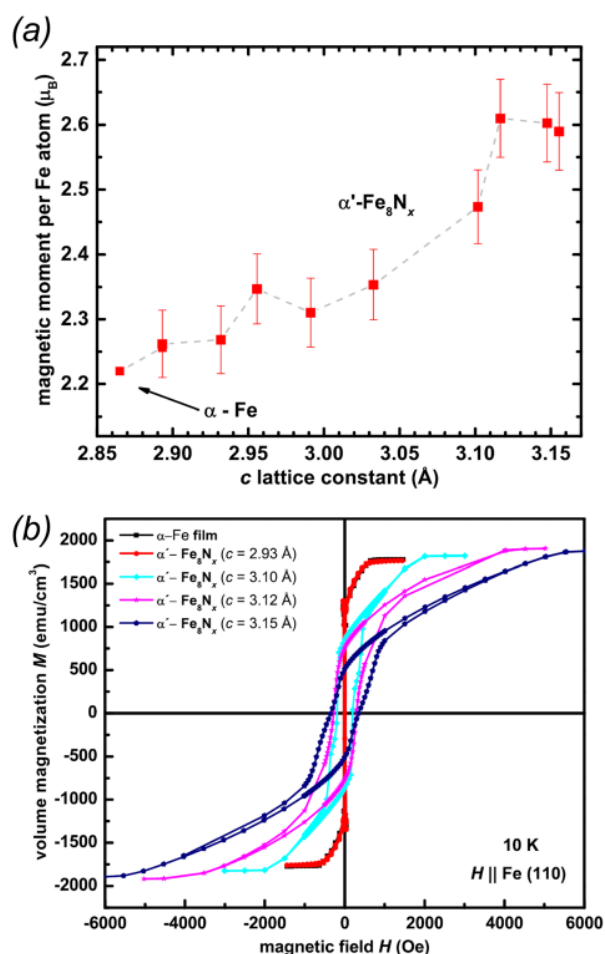 (a)
magnetic moment per Fe atom (μB)
2.6
2.5
2.4
2.3
2.2
α'-Fe8Nx
α - Fe
2.85 2.90 2.95 3.00 3.05 3.10 3.15
c lattice constant (Å)
(b)
volume magnetization M (emu/cm3)
2000
1500
1000
500
0
-500
-1000
-1500
-2000
α–Fe film
α´– Fe8Nx (c = 2.93 Å)
α´– Fe8Nx (c = 3.10 Å)
α´– Fe8Nx (c = 3.12 Å)
α´– Fe8Nx (c = 3.15 Å)
10 K
H || Fe (110)
-6000 -4000 -2000 0 2000 4000 6000
magnetic field H (Oe)